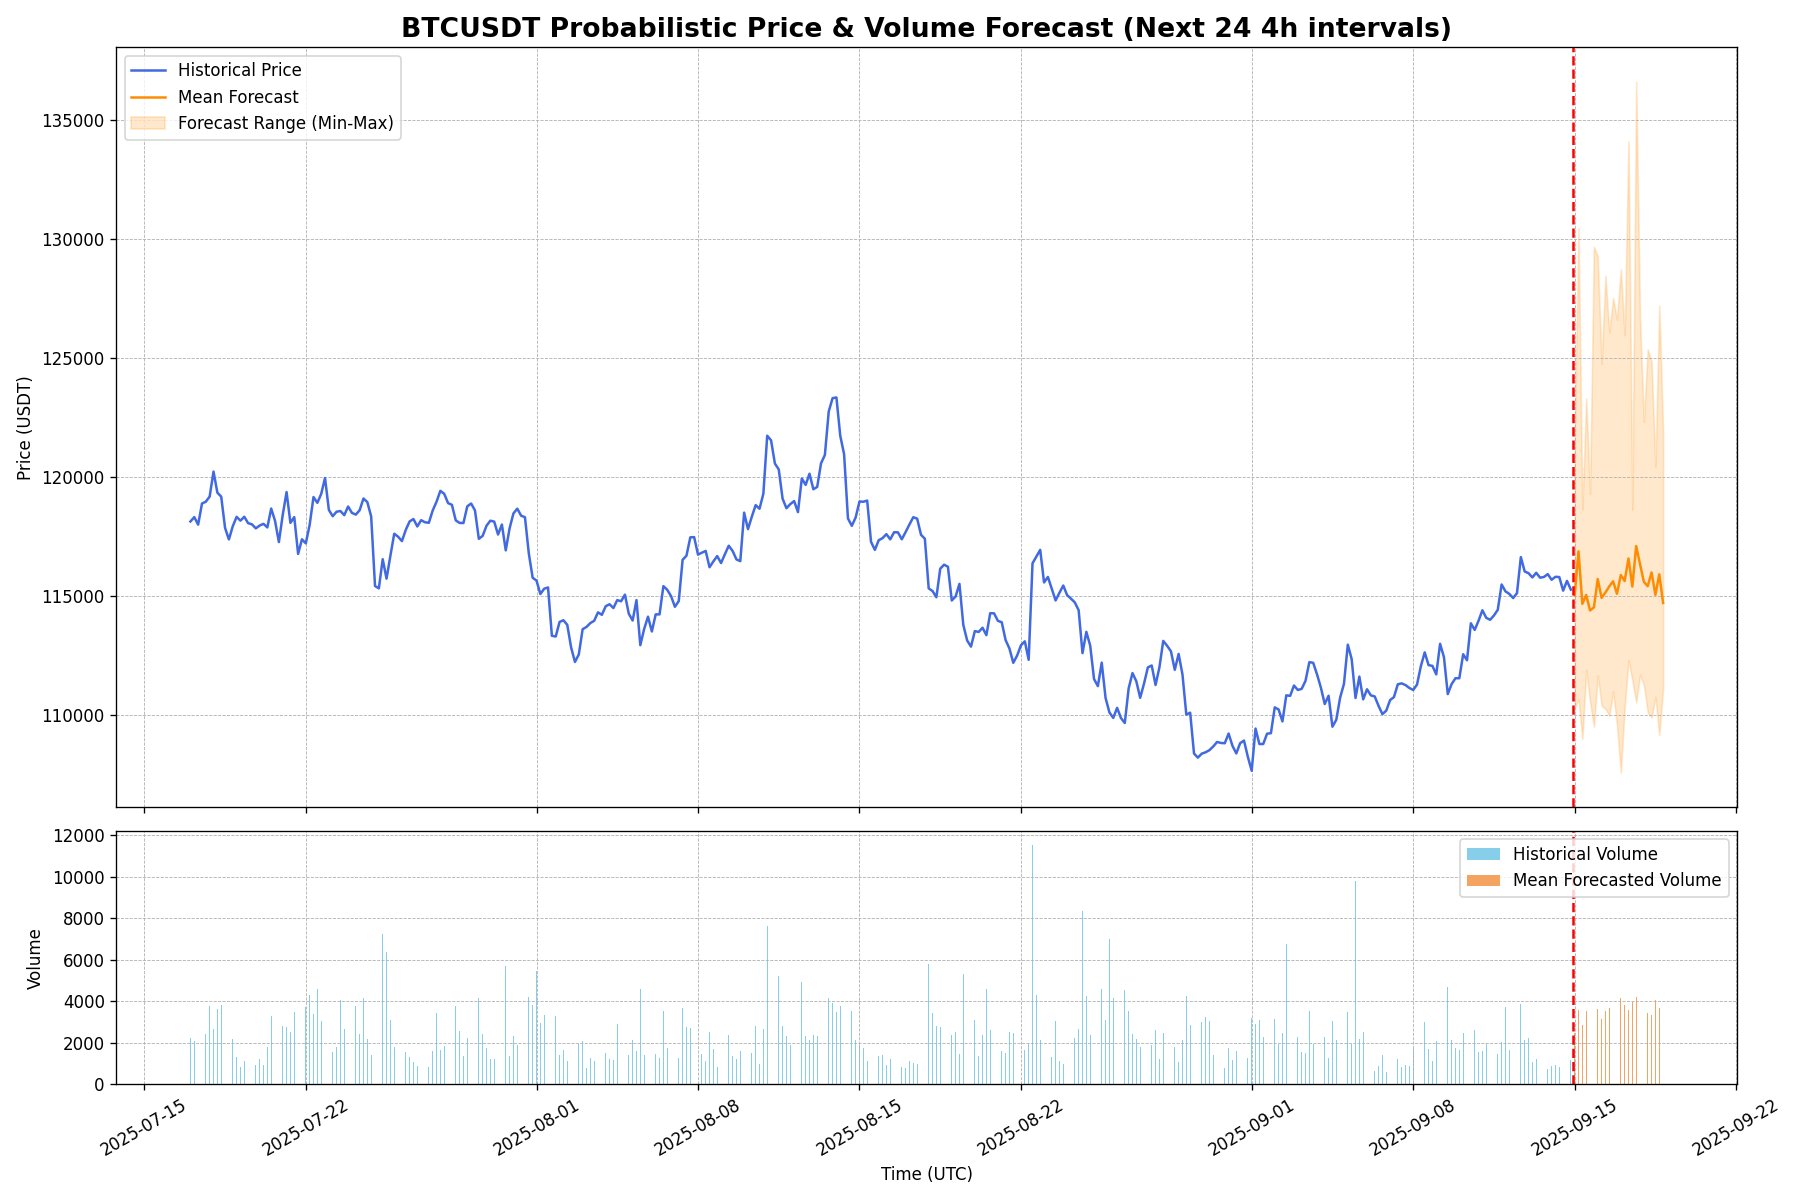 BTCUSDT Probabilistic Price & Volume Forecast (Next 24 4h intervals)
Historical Price
Mean Forecast
Forecast Range (Min-Max)
135000
130000
125000
120000
115000
110000
Price (USDT)
Historical Volume
Mean Forecasted Volume
12000
10000
8000
6000
4000
2000
0
Volume
2025-07-15
2025-07-22
2025-08-01
2025-08-08
2025-08-15
2025-08-22
2025-09-01
2025-09-08
2025-09-15
2025-09-22
Time (UTC)